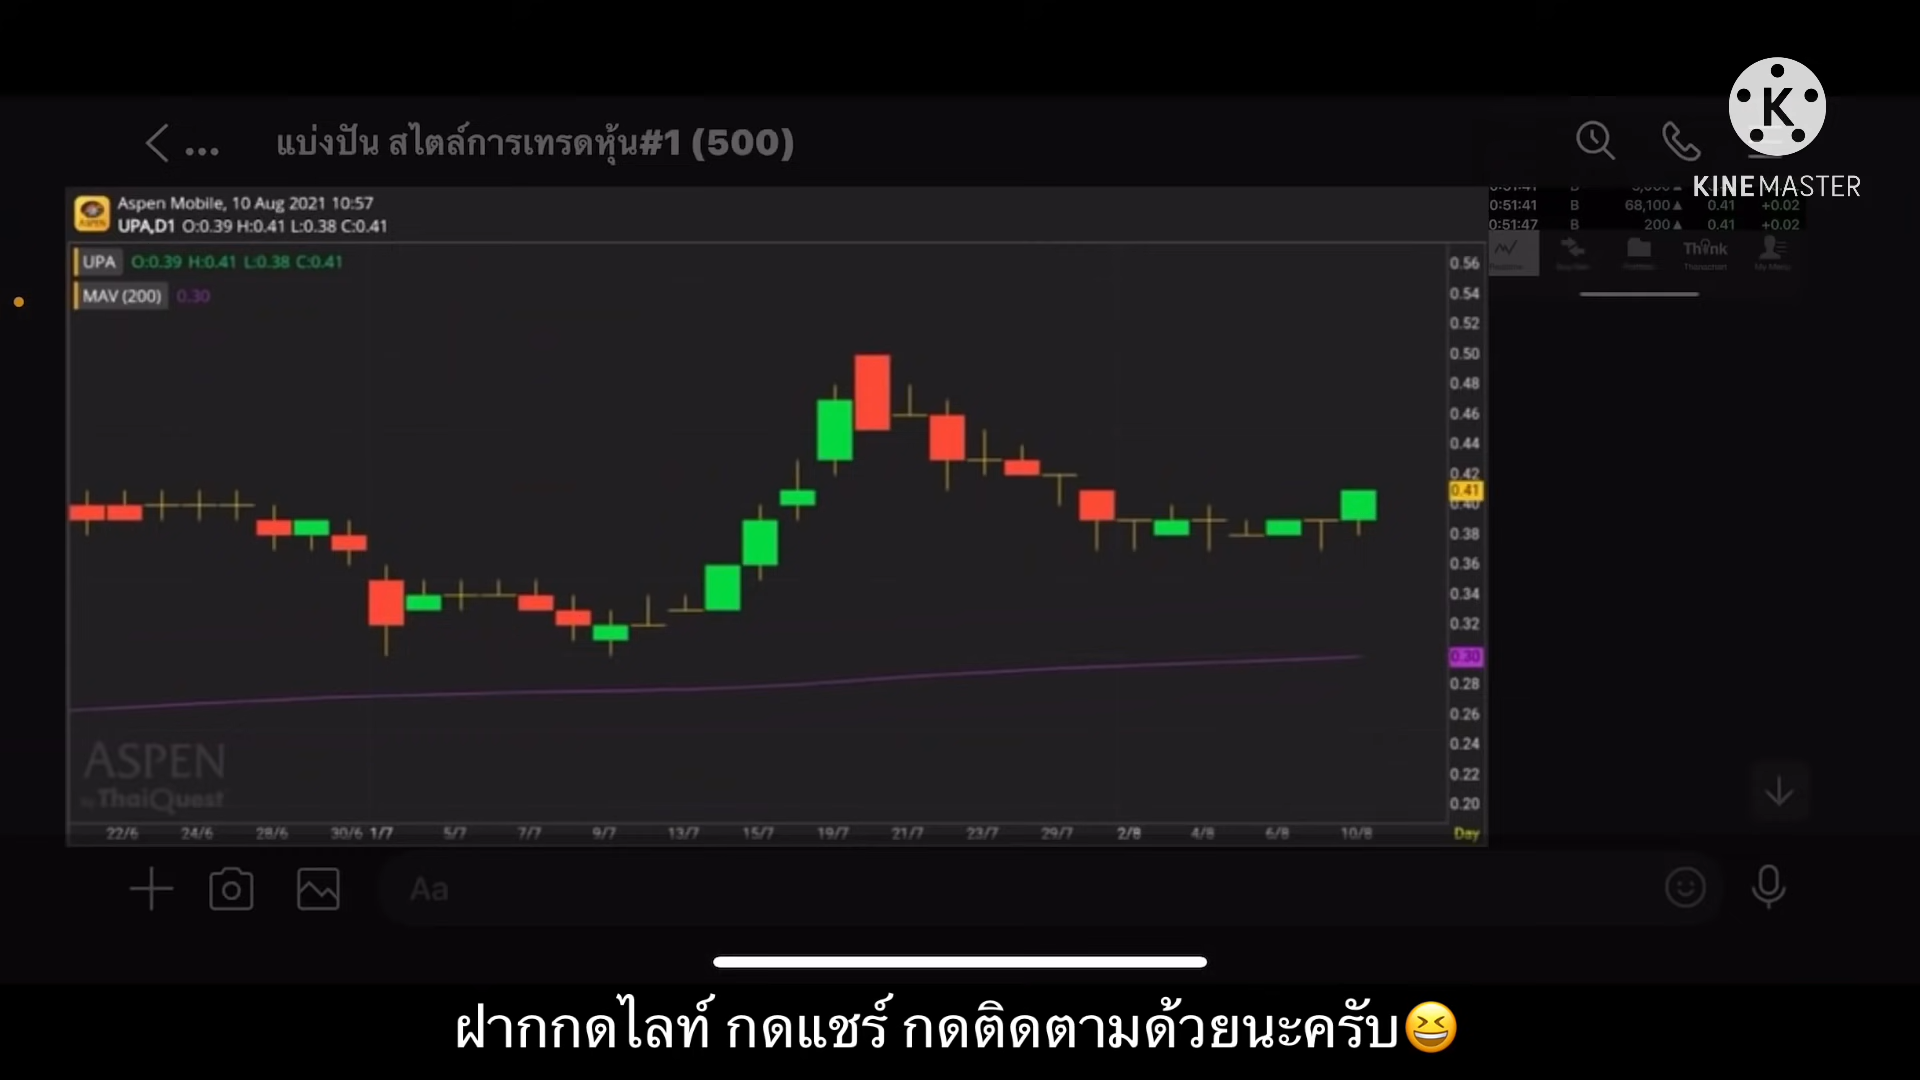 K
KINEMASTER
แบ่งปัน สไตล์การเทรดหุ้น#1 (500)
Aspen Mobile, 10 Aug 2021 10:57
UPA,D1 O:0.39 H:0.41 L:0.38 C:0.41
UPA O:0.39 H:0.41 L:0.38 C:0.41
MAV (200) 0.30
0:51:41 B 68,100▲ 0.41 +0.02
0:51:47 B 200▲ 0.41 +0.02
Think
0.56
0.54
0.52
0.50
0.48
0.46
0.44
0.42
0.41
0.40
0.38
0.36
0.34
0.32
0.30
0.28
0.26
0.24
0.22
0.20
ASPEN
by ThaiQuest
22/6 24/6 28/6 30/6 1/7 5/7 7/7 9/7 13/7 15/7 19/7 21/7 23/7 29/7 2/8 4/8 6/8 10/8 Day
Aa
ฝากกดไลท์ กดแชร์ กดติดตามด้วยนะครับ😆